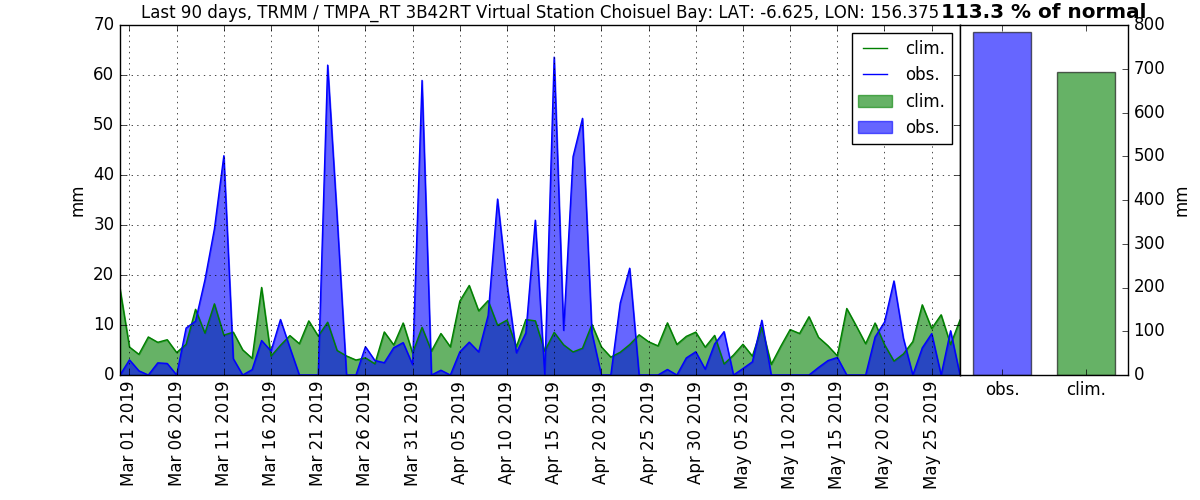 Last 90 days, TRMM / TMPA_RT 3B42RT Virtual Station Choisuel Bay: LAT: -6.625, LON: 156.375
113.3 % of normal
70
60
50
40
30
20
10
0
mm
clim.
obs.
clim.
obs.
Mar 01 2019
Mar 06 2019
Mar 11 2019
Mar 16 2019
Mar 21 2019
Mar 26 2019
Mar 31 2019
Apr 05 2019
Apr 10 2019
Apr 15 2019
Apr 20 2019
Apr 25 2019
Apr 30 2019
May 05 2019
May 10 2019
May 15 2019
May 20 2019
May 25 2019
800
700
600
500
400
300
200
100
0
mm
obs.
clim.